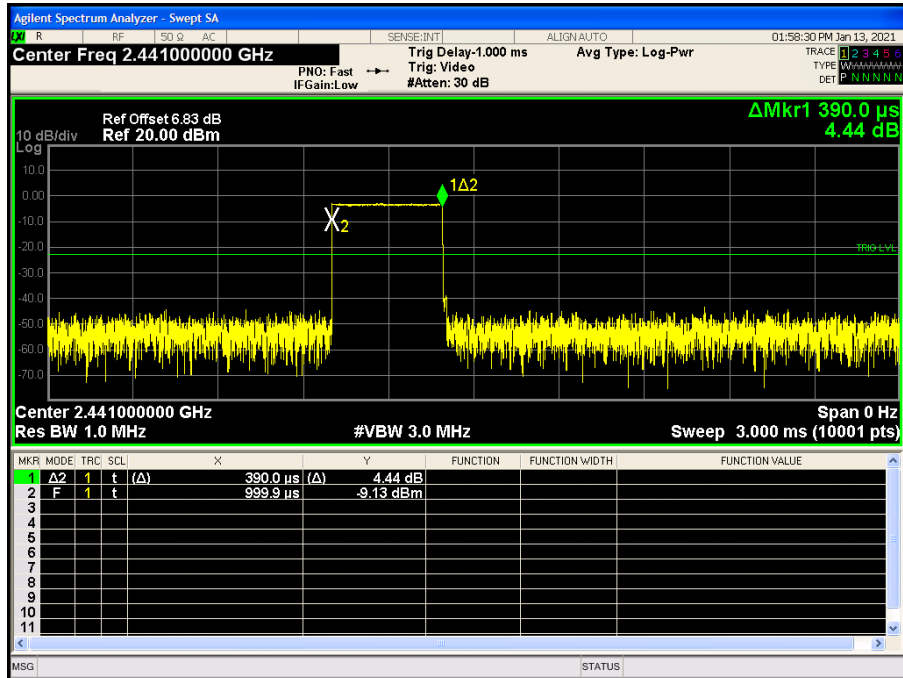 Agilent Spectrum Analyzer - Swept SA
LXI R RF 50 Ω AC SENSE:INT ALIGN AUTO 01:58:30 PM Jan 13, 2021
Center Freq 2.441000000 GHz
PNO: Fast
IFGain:Low
Trig Delay-1.000 ms
Trig: Video
#Atten: 30 dB
Avg Type: Log-Pwr
TRACE 1 2 3 4 5 6
TYPE W
DET P N N N N N
ΔMkr1 390.0 µs
4.44 dB
Ref Offset 6.83 dB
10 dB/div Ref 20.00 dBm
Log
10.0
0.00
-10.0
-20.0
-30.0
-40.0
-50.0
-60.0
-70.0
1Δ2
2
TRIG LVL
Center 2.441000000 GHz Span 0 Hz
Res BW 1.0 MHz #VBW 3.0 MHz Sweep 3.000 ms (10001 pts)
MKR MODE TRC SCL X Y FUNCTION FUNCTION WIDTH FUNCTION VALUE
1 Δ2 1 t (Δ) 390.0 µs (Δ) 4.44 dB
2 F 1 t 999.9 µs -9.13 dBm
3
4
5
6
7
8
9
10
11
MSG STATUS